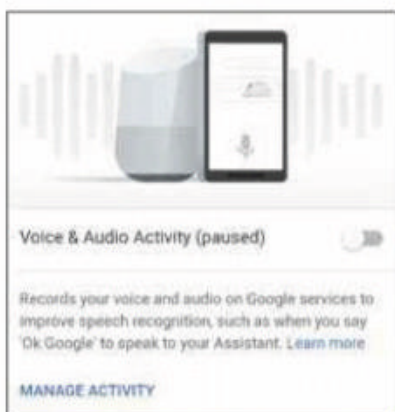 Voice & Audio Activity (paused)
Records your voice and audio on Google services to
improve speech recognition, such as when you say
'Ok Google' to speak to your Assistant. Learn more
MANAGE ACTIVITY